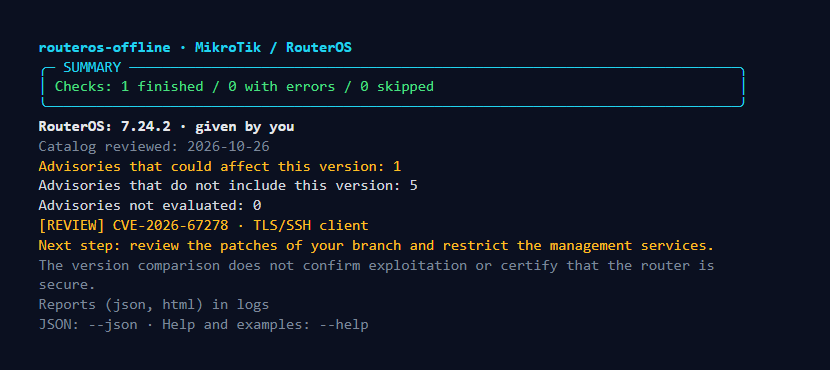 routeros-offline · MikroTik / RouterOS
SUMMARY
Checks: 1 finished / 0 with errors / 0 skipped
RouterOS: 7.24.2 · given by you
Catalog reviewed: 2026-10-26
Advisories that could affect this version: 1
Advisories that do not include this version: 5
Advisories not evaluated: 0
[REVIEW] CVE-2026-67278 · TLS/SSH client
Next step: review the patches of your branch and restrict the management services.
The version comparison does not confirm exploitation or certify that the router is
secure.
Reports (json, html) in logs
JSON: --json · Help and examples: --help